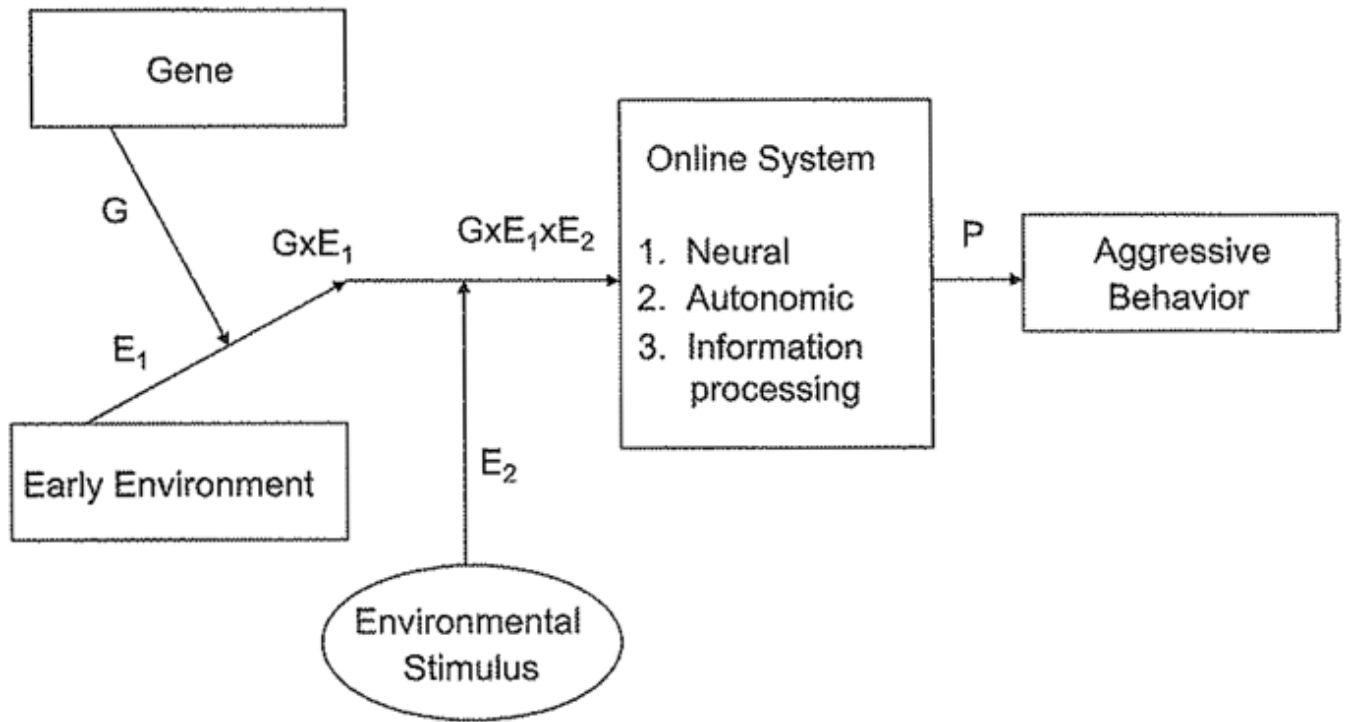 Gene
G
GxE₁
GxE₁xE₂
E₁
Early Environment
E₂
Environmental
Stimulus
Online System
1. Neural
2. Autonomic
3. Information
processing
P
Aggressive
Behavior